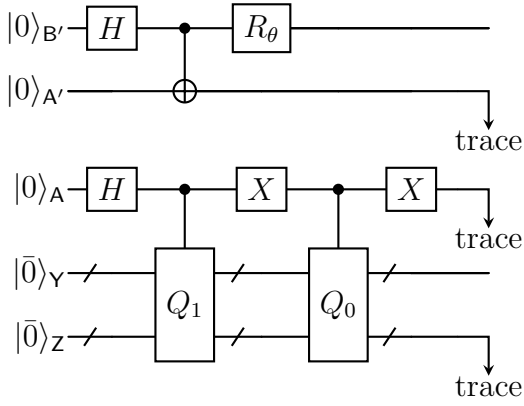 |0⟩B′ H Rθ
|0⟩A′
trace
|0⟩A H X X
trace
|0̄⟩Y
Q1 Q0
|0̄⟩Z
trace